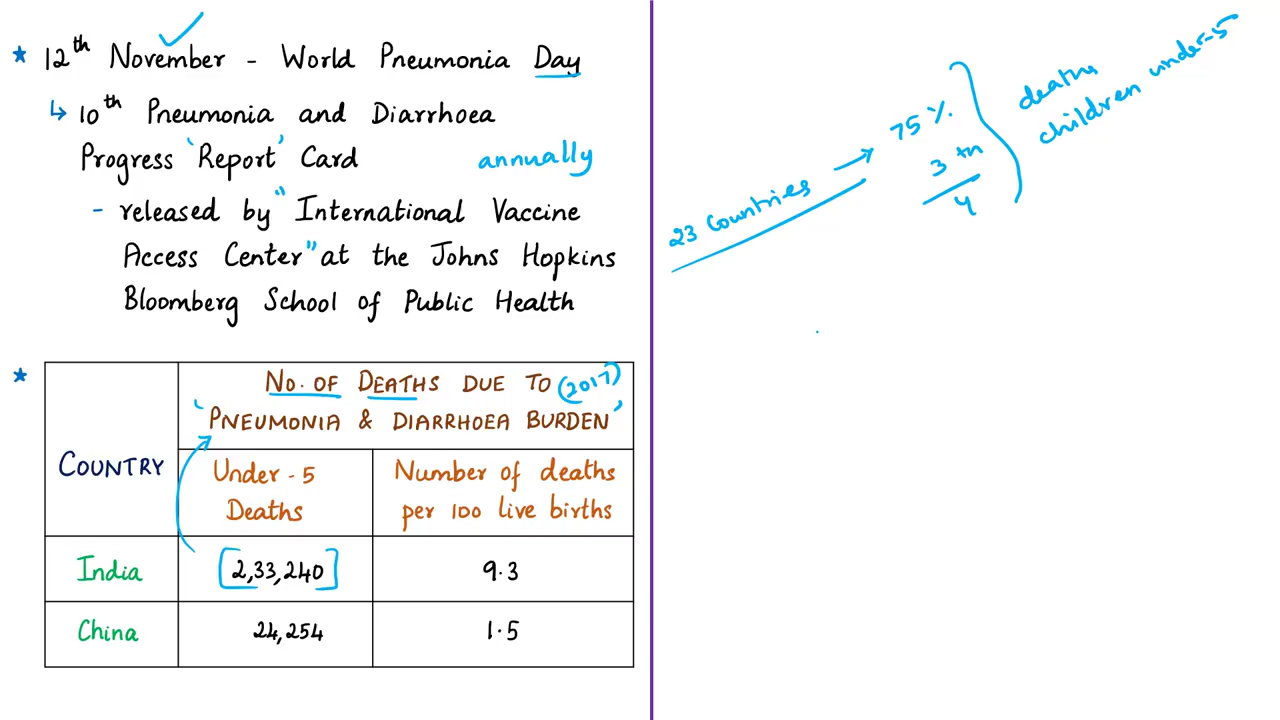 12th November - World Pneumonia Day
↳ 10th Pneumonia and Diarrhoea
Progress 'Report' Card annually
- released by "International Vaccine
Access Center" at the Johns Hopkins
Bloomberg School of Public Health
COUNTRY
NO. OF DEATHS DUE TO (2017)
'PNEUMONIA & DIARRHOEA BURDEN'
Under-5
Deaths
Number of deaths
per 100 live births
India [2,33,240] 9.3
China 24,254 1.5
23 Countries → 75%
3 th
4
deaths
children under-5